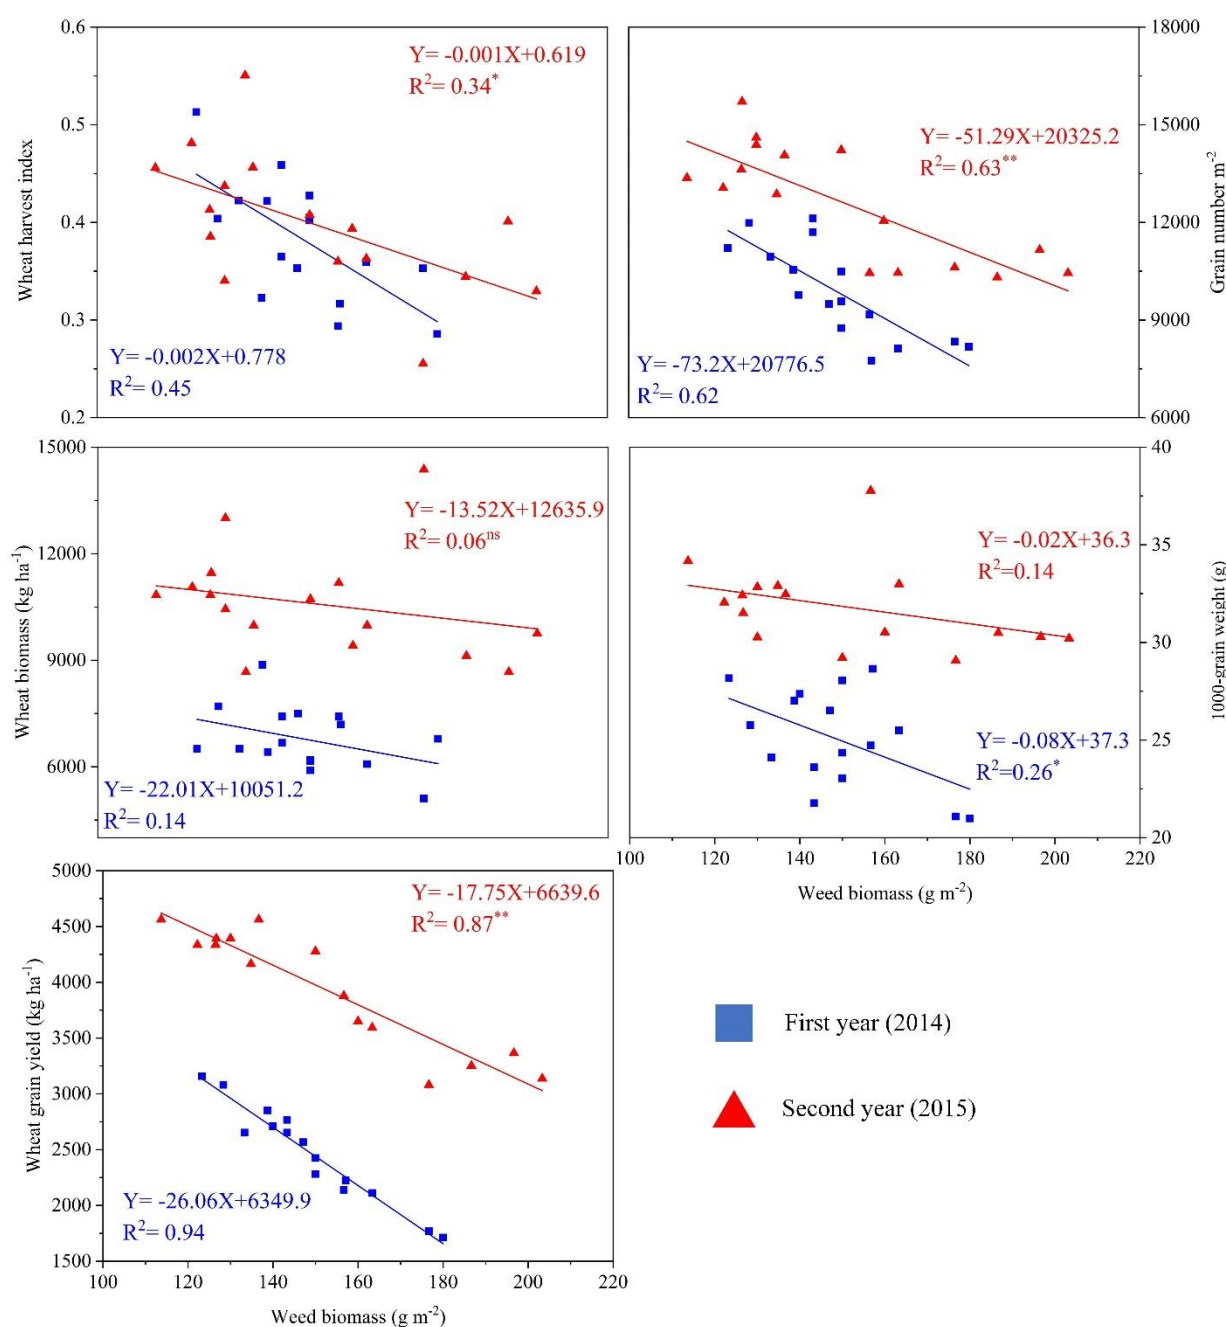 0.6
0.5
0.4
0.3
0.2
Wheat harvest index
Y= -0.001X+0.619
R²= 0.34*
Y= -0.002X+0.778
R²= 0.45
18000
15000
12000
9000
6000
Grain number m⁻²
Y= -51.29X+20325.2
R²= 0.63**
Y= -73.2X+20776.5
R²= 0.62
15000
12000
9000
6000
Wheat biomass (kg ha⁻¹)
Y= -13.52X+12635.9
R²= 0.06ⁿˢ
Y= -22.01X+10051.2
R²= 0.14
40
35
30
25
20
1000-grain weight (g)
Y= -0.02X+36.3
R²=0.14
Y= -0.08X+37.3
R²=0.26*
100 120 140 160 180 200 220
Weed biomass (g m⁻²)
5000
4500
4000
3500
3000
2500
2000
1500
Wheat grain yield (kg ha⁻¹)
Y= -17.75X+6639.6
R²= 0.87**
Y= -26.06X+6349.9
R²= 0.94
100 120 140 160 180 200 220
Weed biomass (g m⁻²)
First year (2014)
Second year (2015)